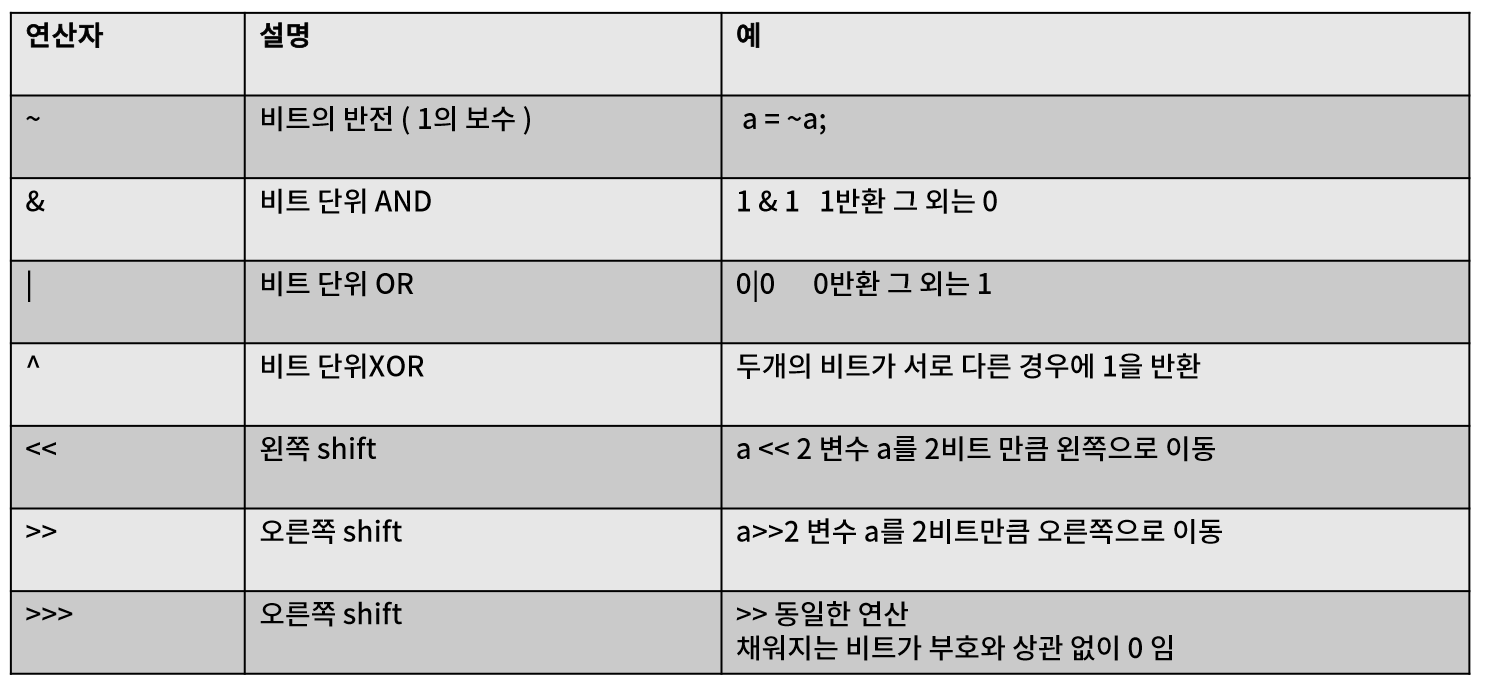 연산자 설명 예
~ 비트의 반전 ( 1의 보수 ) a = ~a;
& 비트 단위 AND 1 & 1 1반환 그 외는 0
| 비트 단위 OR 0|0 0반환 그 외는 1
^ 비트 단위XOR 두개의 비트가 서로 다른 경우에 1을 반환
<< 왼쪽 shift a << 2 변수 a를 2비트 만큼 왼쪽으로 이동
>> 오른쪽 shift a>>2 변수 a를 2비트만큼 오른쪽으로 이동
>>> 오른쪽 shift >> 동일한 연산
채워지는 비트가 부호와 상관 없이 0 임